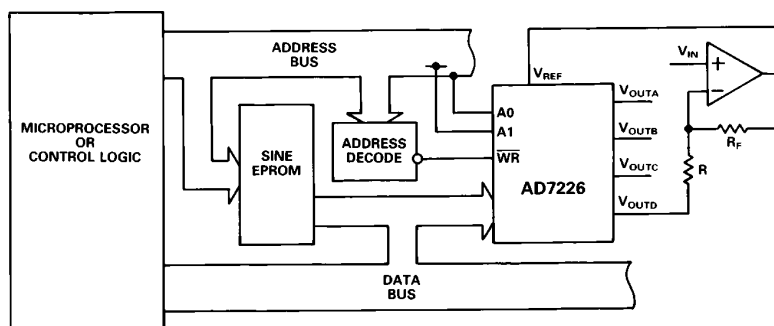 ADDRESS
BUS
MICROPROCESSOR
OR
CONTROL LOGIC
SINE
EPROM
ADDRESS
DECODE
VREF
A0
A1
WR
AD7226
VOUTA
VOUTB
VOUTC
VOUTD
VIN
+
−
RF
R
DATA
BUS